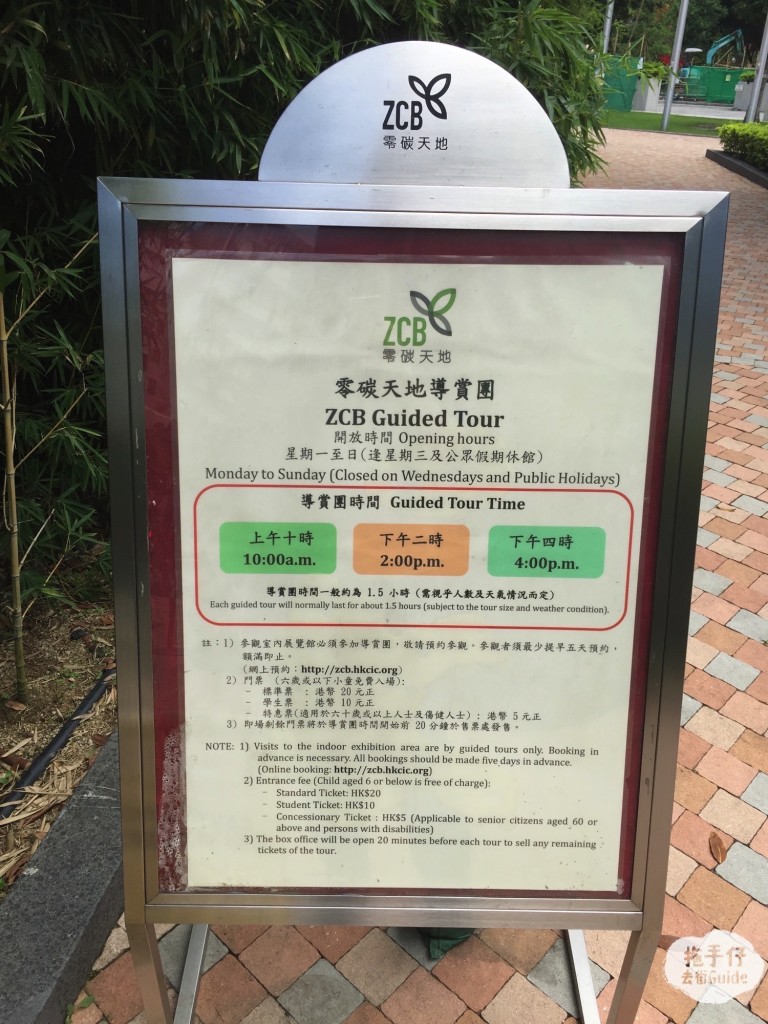 ZCB
零碳天地
ZCB
零碳天地
零碳天地導賞團
ZCB Guided Tour
開放時間 Opening hours
星期一至日(逢星期三及公眾假期休館)
Monday to Sunday (Closed on Wednesdays and Public Holidays)
導賞團時間 Guided Tour Time
上午十時
10:00a.m.
下午二時
2:00p.m.
下午四時
4:00p.m.
導賞團時間一般約為 1.5 小時 (需視乎人數及天氣情況而定)
Each guided tour will normally last for about 1.5 hours (subject to the tour size and weather condition).
註：1) 參觀室內展覽館必須參加導賞團，敬請預約參觀。參觀者須最少提早五天預約，
額滿即止。
(網上預約：http://zcb.hkcic.org)
2) 門票 (六歲或以下小童免費入場):
- 標準票 : 港幣 20 元正
- 學生票 : 港幣 10 元正
- 特惠票(適用於六十歲或以上人士及傷健人士) : 港幣 5 元正
3) 即場剩餘門票將於導賞團時間開始前 20 分鐘於售票處發售。
NOTE: 1) Visits to the indoor exhibition area are by guided tours only. Booking in
advance is necessary. All bookings should be made five days in advance.
(Online booking: http://zcb.hkcic.org)
2) Entrance fee (Child aged 6 or below is free of charge):
- Standard Ticket: HK$20
- Student Ticket: HK$10
- Concessionary Ticket : HK$5 (Applicable to senior citizens aged 60 or
above and persons with disabilities)
3) The box office will be open 20 minutes before each tour to sell any remaining
tickets of the tour.
拖手仔
去街Guide